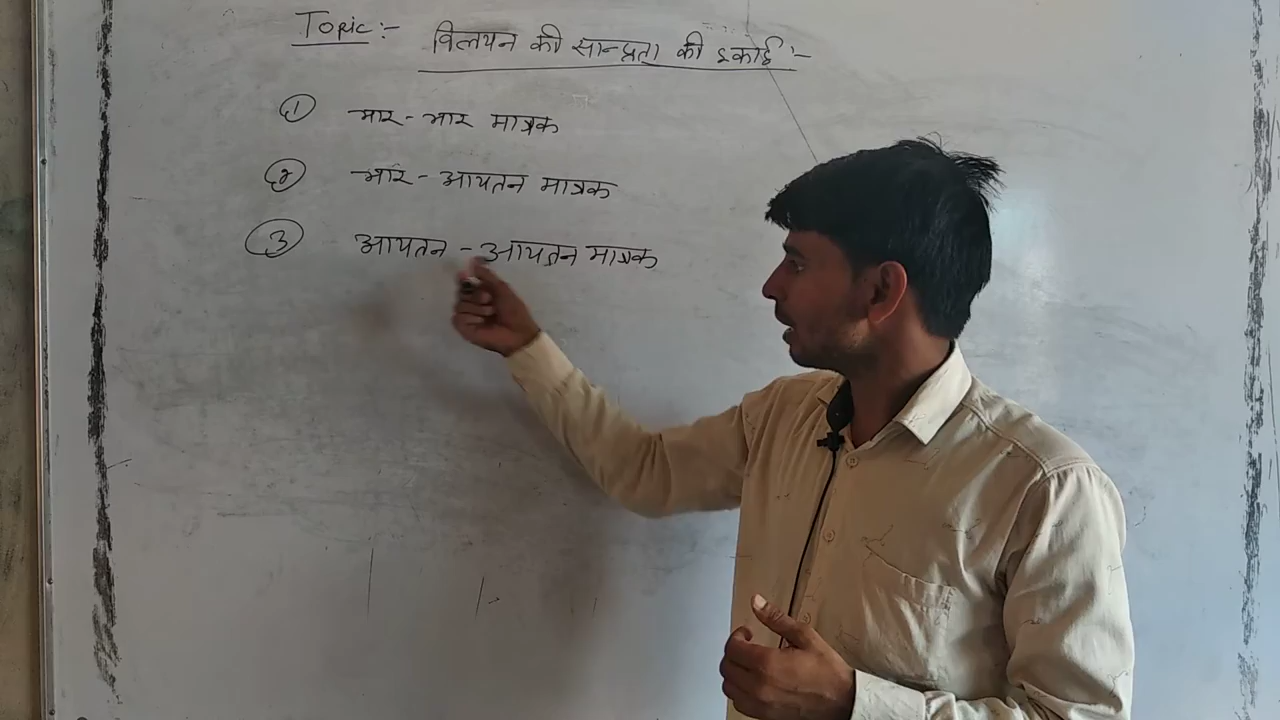 Topic:-
विलयन की सान्द्रता की इकाई :-
① भार - भार मात्रक
② भार - आयतन मात्रक
③ आयतन - आयतन मात्रक